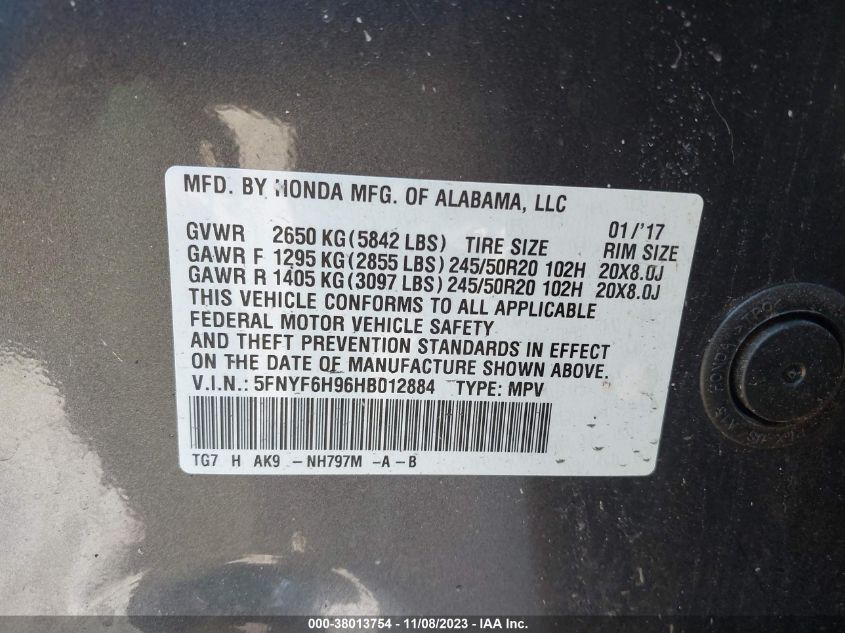 MFD. BY HONDA MFG. OF ALABAMA, LLC
01/'17
GVWR 2650 KG(5842 LBS) TIRE SIZE RIM SIZE
GAWR F 1295 KG(2855 LBS)245/50R20 102H 20X8.0J
GAWR R 1405 KG(3097 LBS)245/50R20 102H 20X8.0J
THIS VEHICLE CONFORMS TO ALL APPLICABLE
FEDERAL MOTOR VEHICLE SAFETY
AND THEFT PREVENTION STANDARDS IN EFFECT
ON THE DATE OF MANUFACTURE SHOWN ABOVE.
V.I.N.: 5FNYF6H96HB012884 TYPE: MPV
TG7 H AK9 -NH797M -A-B
HONDA
000-38013754 - 11/08/2023 - IAA Inc.